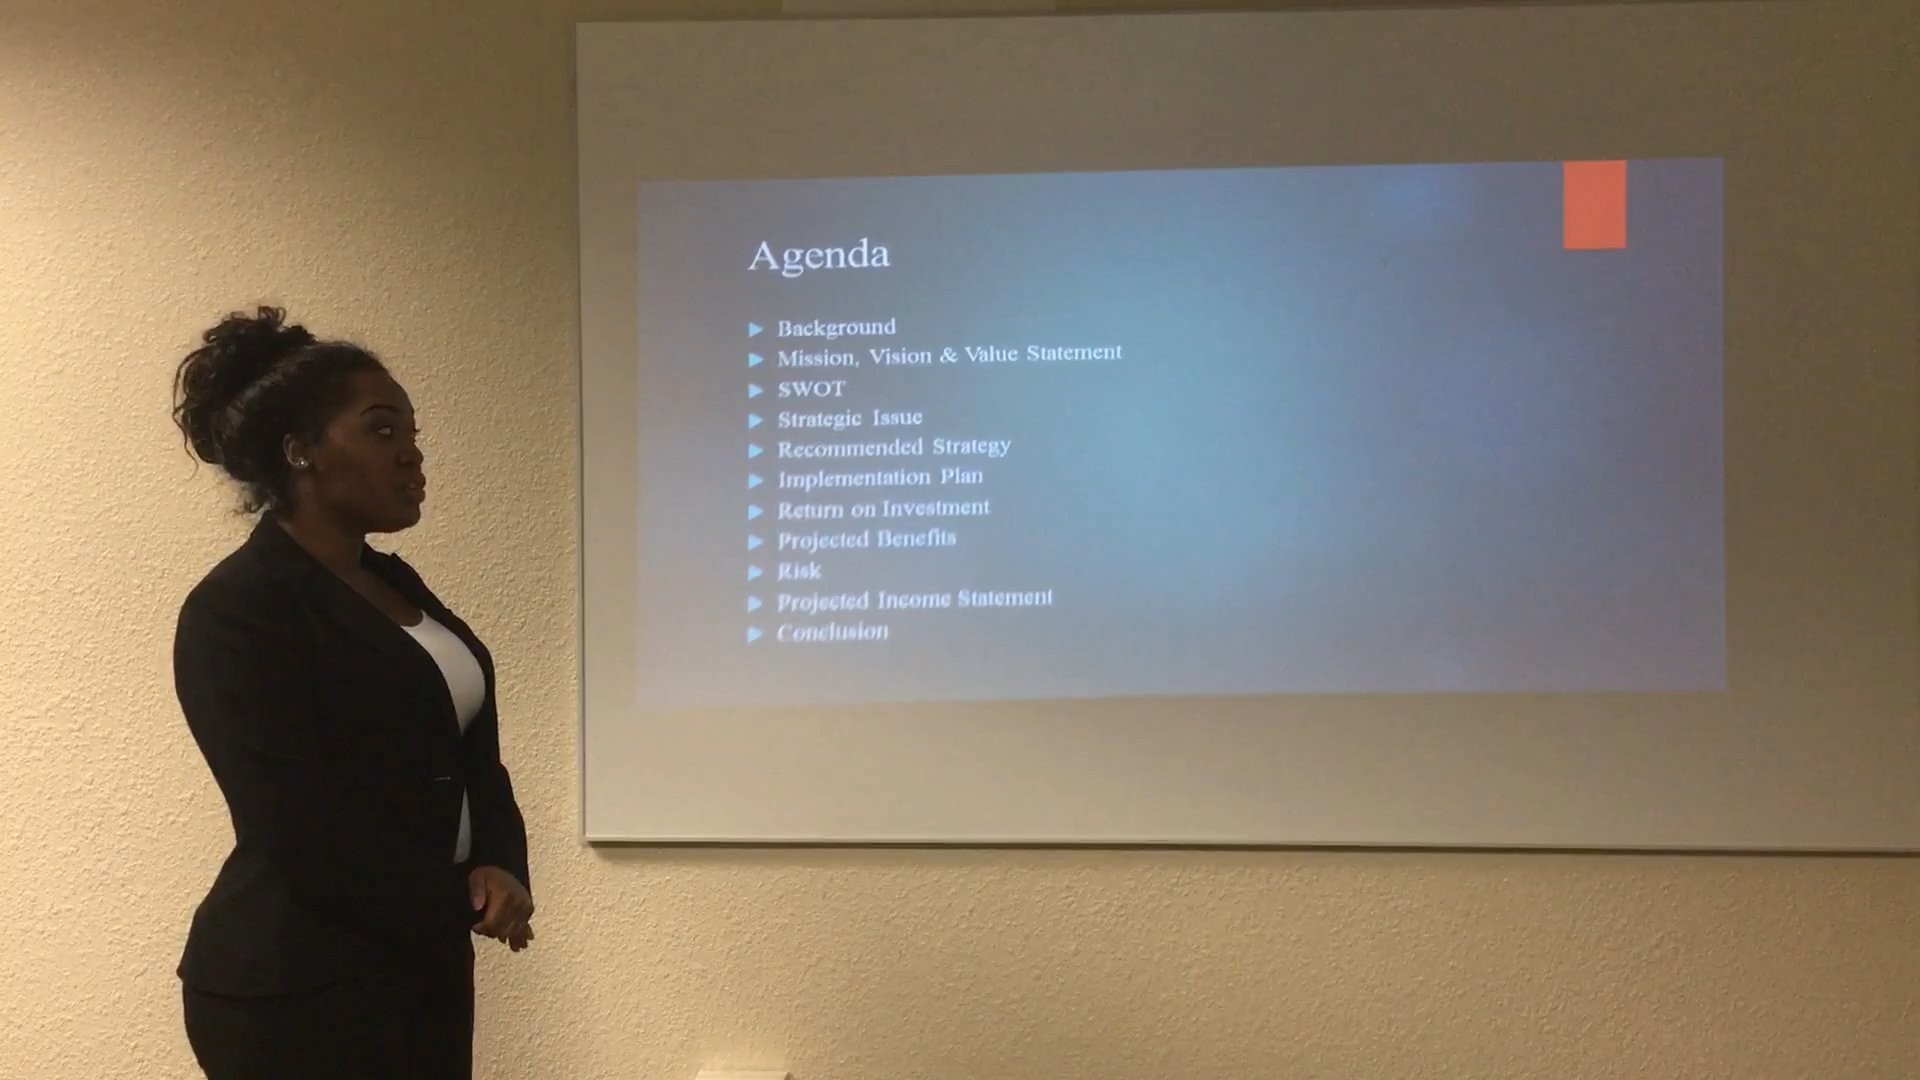 Agenda
Background
Mission, Vision & Value Statement
SWOT
Strategic Issue
Recommended Strategy
Implementation Plan
Return on Investment
Projected Benefits
Risk
Projected Income Statement
Conclusion